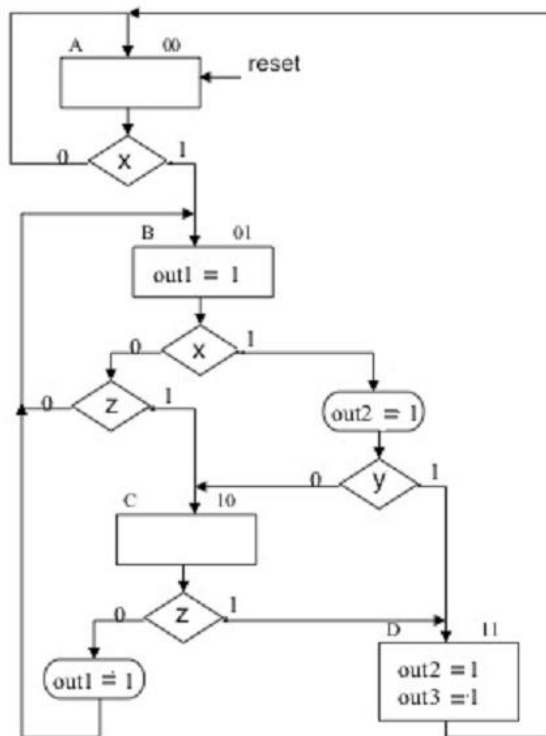 A 00
reset
0 x 1
B 01
out1 = 1
0 x 1
0 z 1
out2 = 1
0 y 1
C 10
0 z 1
D 11
out1 = 1
out2 = 1
out3 = 1